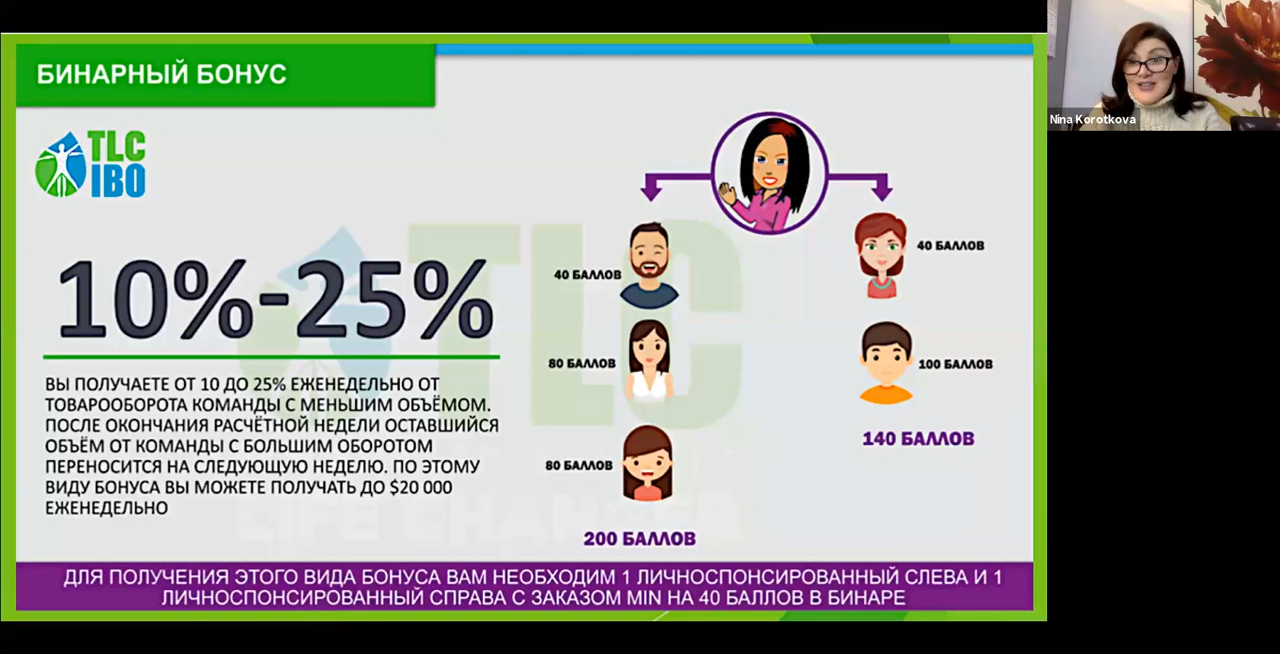 БИНАРНЫЙ БОНУС
Nina Korotkova
TLC
IBO
10%-25%
ВЫ ПОЛУЧАЕТЕ ОТ 10 ДО 25% ЕЖЕНЕДЕЛЬНО ОТ
ТОВАРООБОРОТА КОМАНДЫ С МЕНЬШИМ ОБЪЁМОМ.
ПОСЛЕ ОКОНЧАНИЯ РАСЧЁТНОЙ НЕДЕЛИ ОСТАВШИЙСЯ
ОБЪЁМ ОТ КОМАНДЫ С БОЛЬШИМ ОБОРОТОМ
ПЕРЕНОСИТСЯ НА СЛЕДУЮЩУЮ НЕДЕЛЮ. ПО ЭТОМУ
ВИДУ БОНУСА ВЫ МОЖЕТЕ ПОЛУЧАТЬ ДО $20 000
ЕЖЕНЕДЕЛЬНО
40 БАЛЛОВ
80 БАЛЛОВ
80 БАЛЛОВ
200 БАЛЛОВ
40 БАЛЛОВ
100 БАЛЛОВ
140 БАЛЛОВ
TLC
LIFE CHANGER
ДЛЯ ПОЛУЧЕНИЯ ЭТОГО ВИДА БОНУСА ВАМ НЕОБХОДИМ 1 ЛИЧНОСПОНСИРОВАННЫЙ СЛЕВА И 1
ЛИЧНОСПОНСИРОВАННЫЙ СПРАВА С ЗАКАЗОМ MIN НА 40 БАЛЛОВ В БИНАРЕ